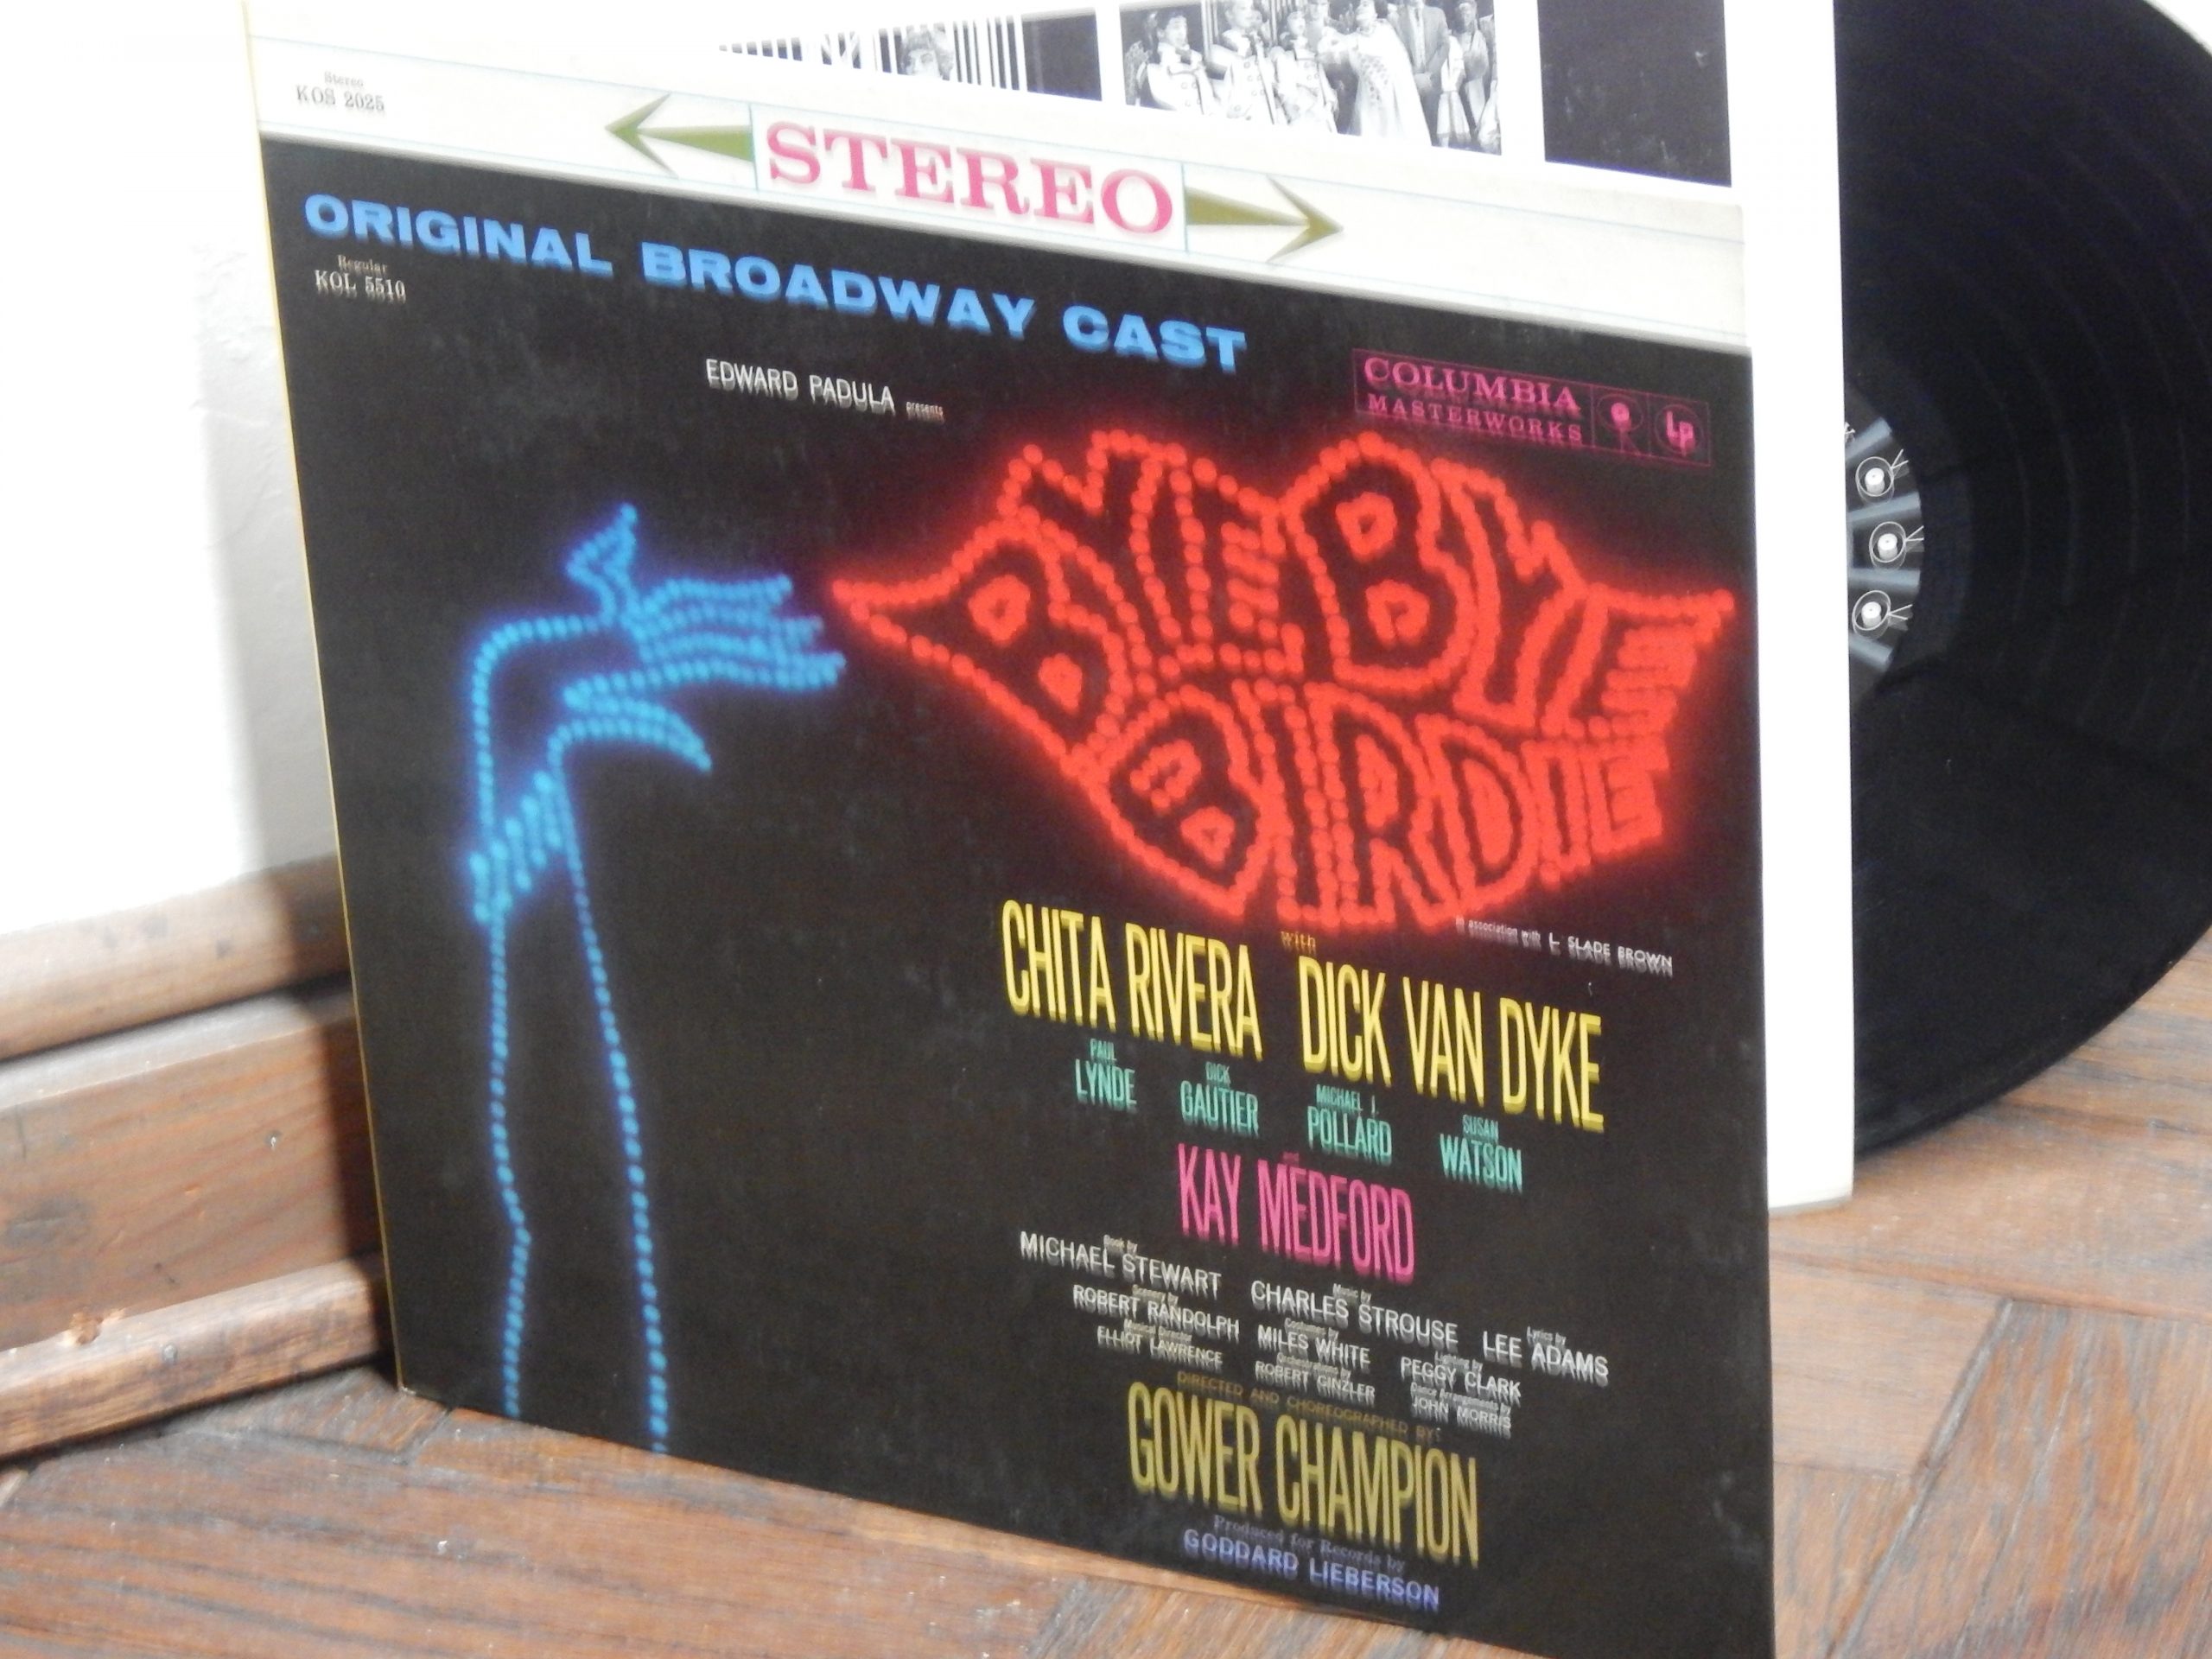 Stereo
KOS 2025
STEREO
ORIGINAL BROADWAY CAST
Regular
KOL 5510
EDWARD PADULA presents
COLUMBIA
MASTERWORKS
Lp
BYE BYE
BIRDIE
in association with L. SLADE BROWN
with
CHITA RIVERA DICK VAN DYKE
PAUL
LYNDE
DICK
GAUTIER
MICHAEL J.
POLLARD
SUSAN
WATSON
and
KAY MEDFORD
Book by
MICHAEL STEWART
Music by
CHARLES STROUSE
Lyrics by
LEE ADAMS
Scenery by
ROBERT RANDOLPH
Costumes by
MILES WHITE
Lighting by
PEGGY CLARK
Musical Director
ELLIOT LAWRENCE
Orchestrations by
ROBERT GINZLER
Dance Arrangements by
JOHN MORRIS
DIRECTED AND CHOREOGRAPHED BY:
GOWER CHAMPION
Produced for Records by
GODDARD LIEBERSON